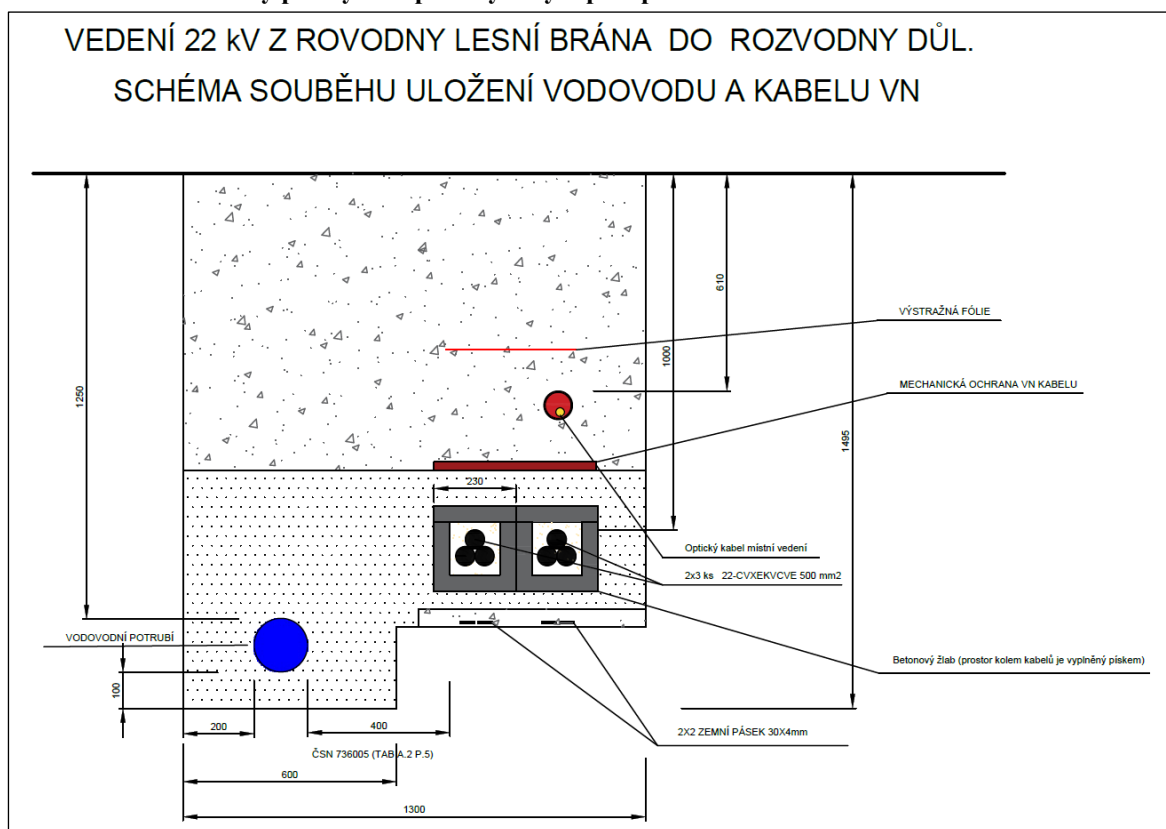 VEDENÍ 22 kV Z ROVODNY LESNÍ BRÁNA DO ROZVODNY DŮL.
SCHÉMA SOUBĚHU ULOŽENÍ VODOVODU A KABELU VN
610
VÝSTRAŽNÁ FÓLIE
1000
MECHANICKÁ OCHRANA VN KABELU
1250
1495
230
Optický kabel místní vedení
2x3 ks 22-CVXEKVCVE 500 mm2
VODOVODNÍ POTRUBÍ
Betonový žlab (prostor kolem kabelů je vyplněný pískem)
100
200
400
2X2 ZEMNÍ PÁSEK 30X4mm
ČSN 736005 (TAB A.2 P.5)
600
1300